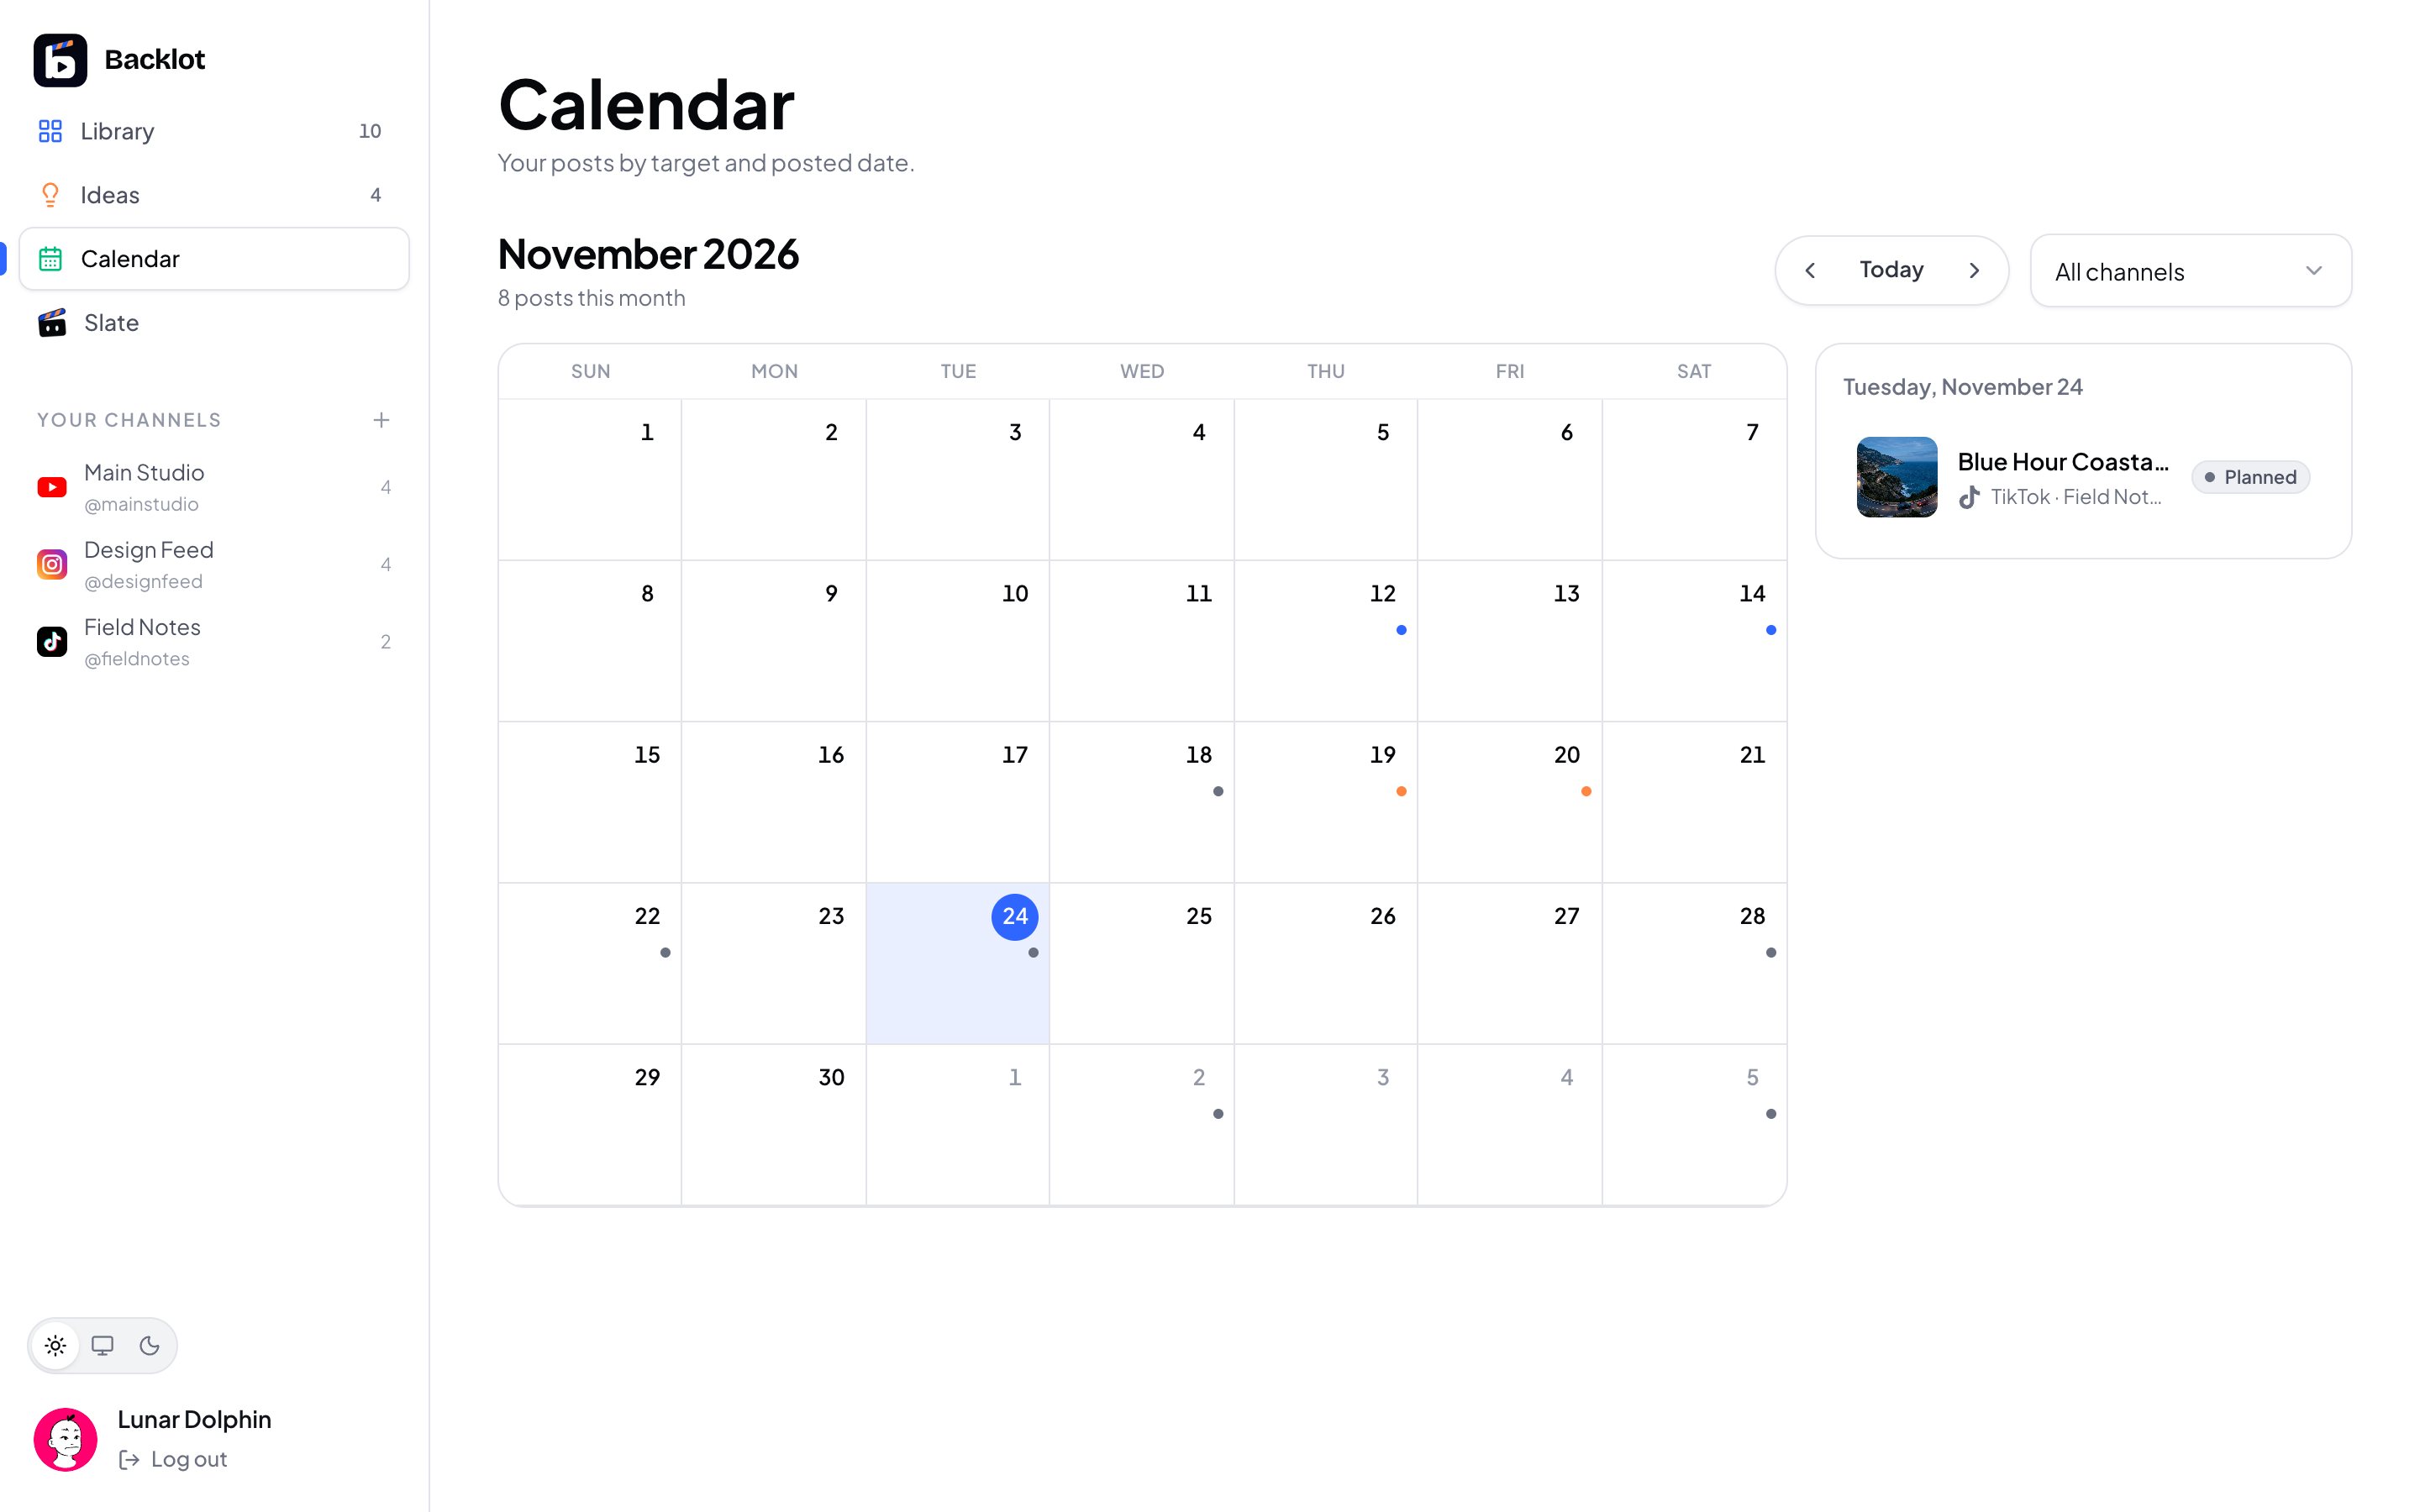 Backlot
Library 10
Ideas 4
Calendar
Slate
YOUR CHANNELS
Main Studio
@mainstudio
4
Design Feed
@designfeed
4
Field Notes
@fieldnotes
2
Lunar Dolphin
Log out
Calendar
Your posts by target and posted date.
November 2026
8 posts this month
Today
All channels
SUN MON TUE WED THU FRI SAT
1 2 3 4 5 6 7
8 9 10 11 12 13 14
15 16 17 18 19 20 21
22 23 24 25 26 27 28
29 30 1 2 3 4 5
Tuesday, November 24
Blue Hour Coasta...
TikTok · Field Not...
Planned